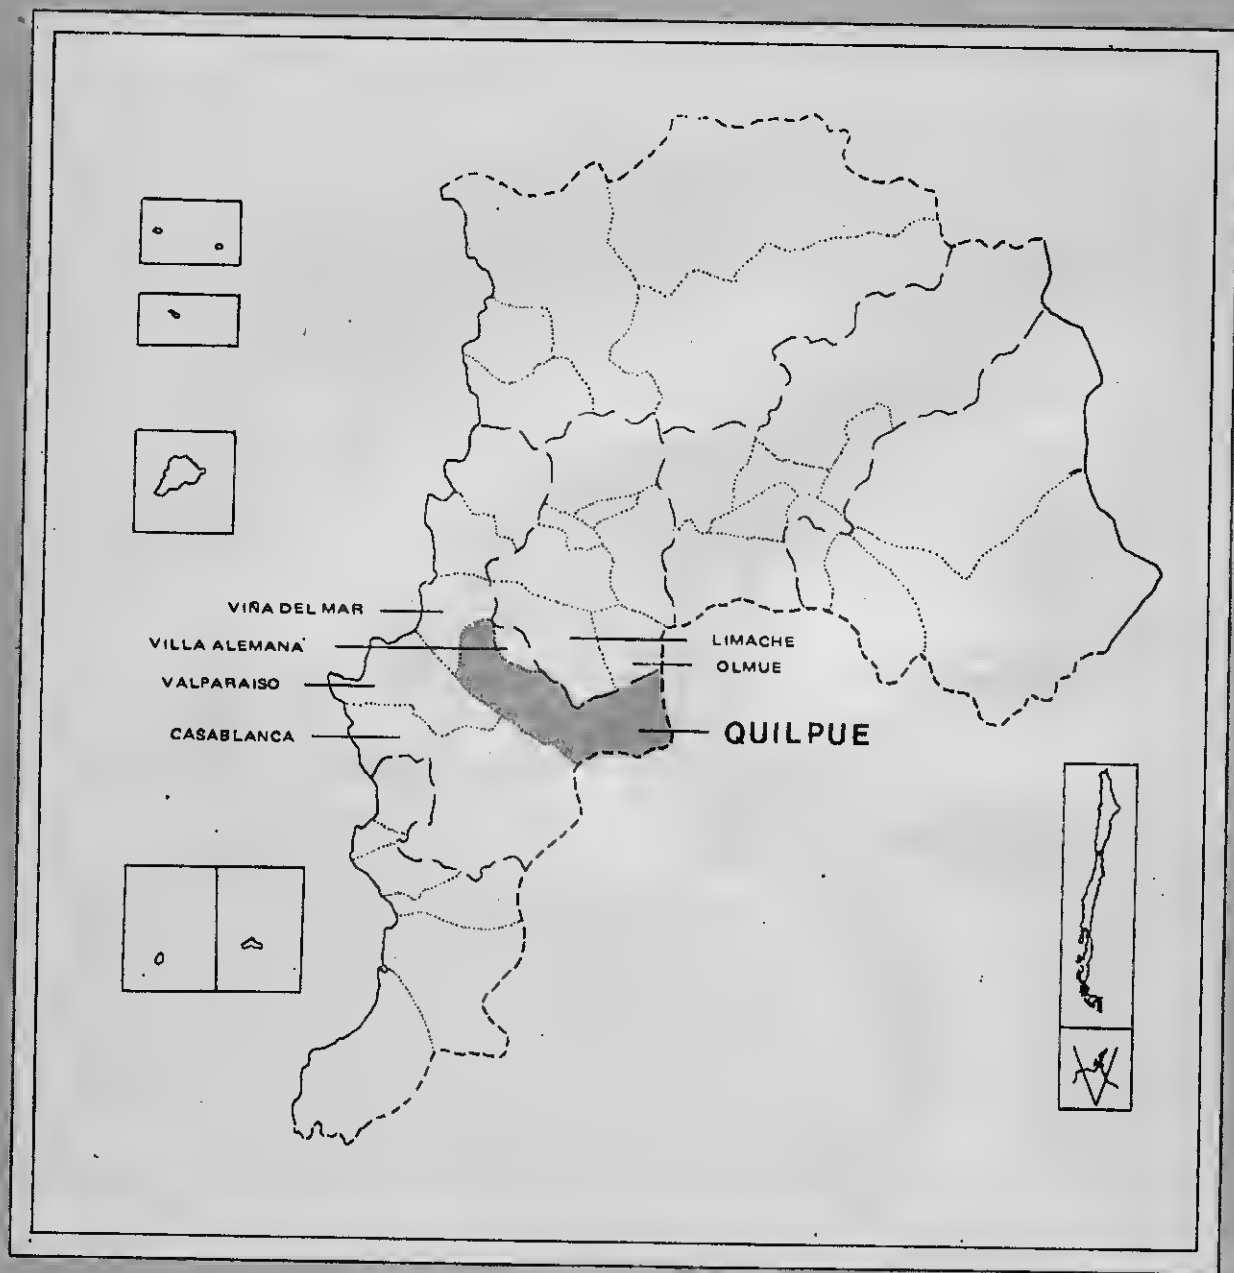 VIÑA DEL MAR
VILLA ALEMANA
VALPARAISO
CASABLANCA
LIMACHE
OLMUE
QUILPUE